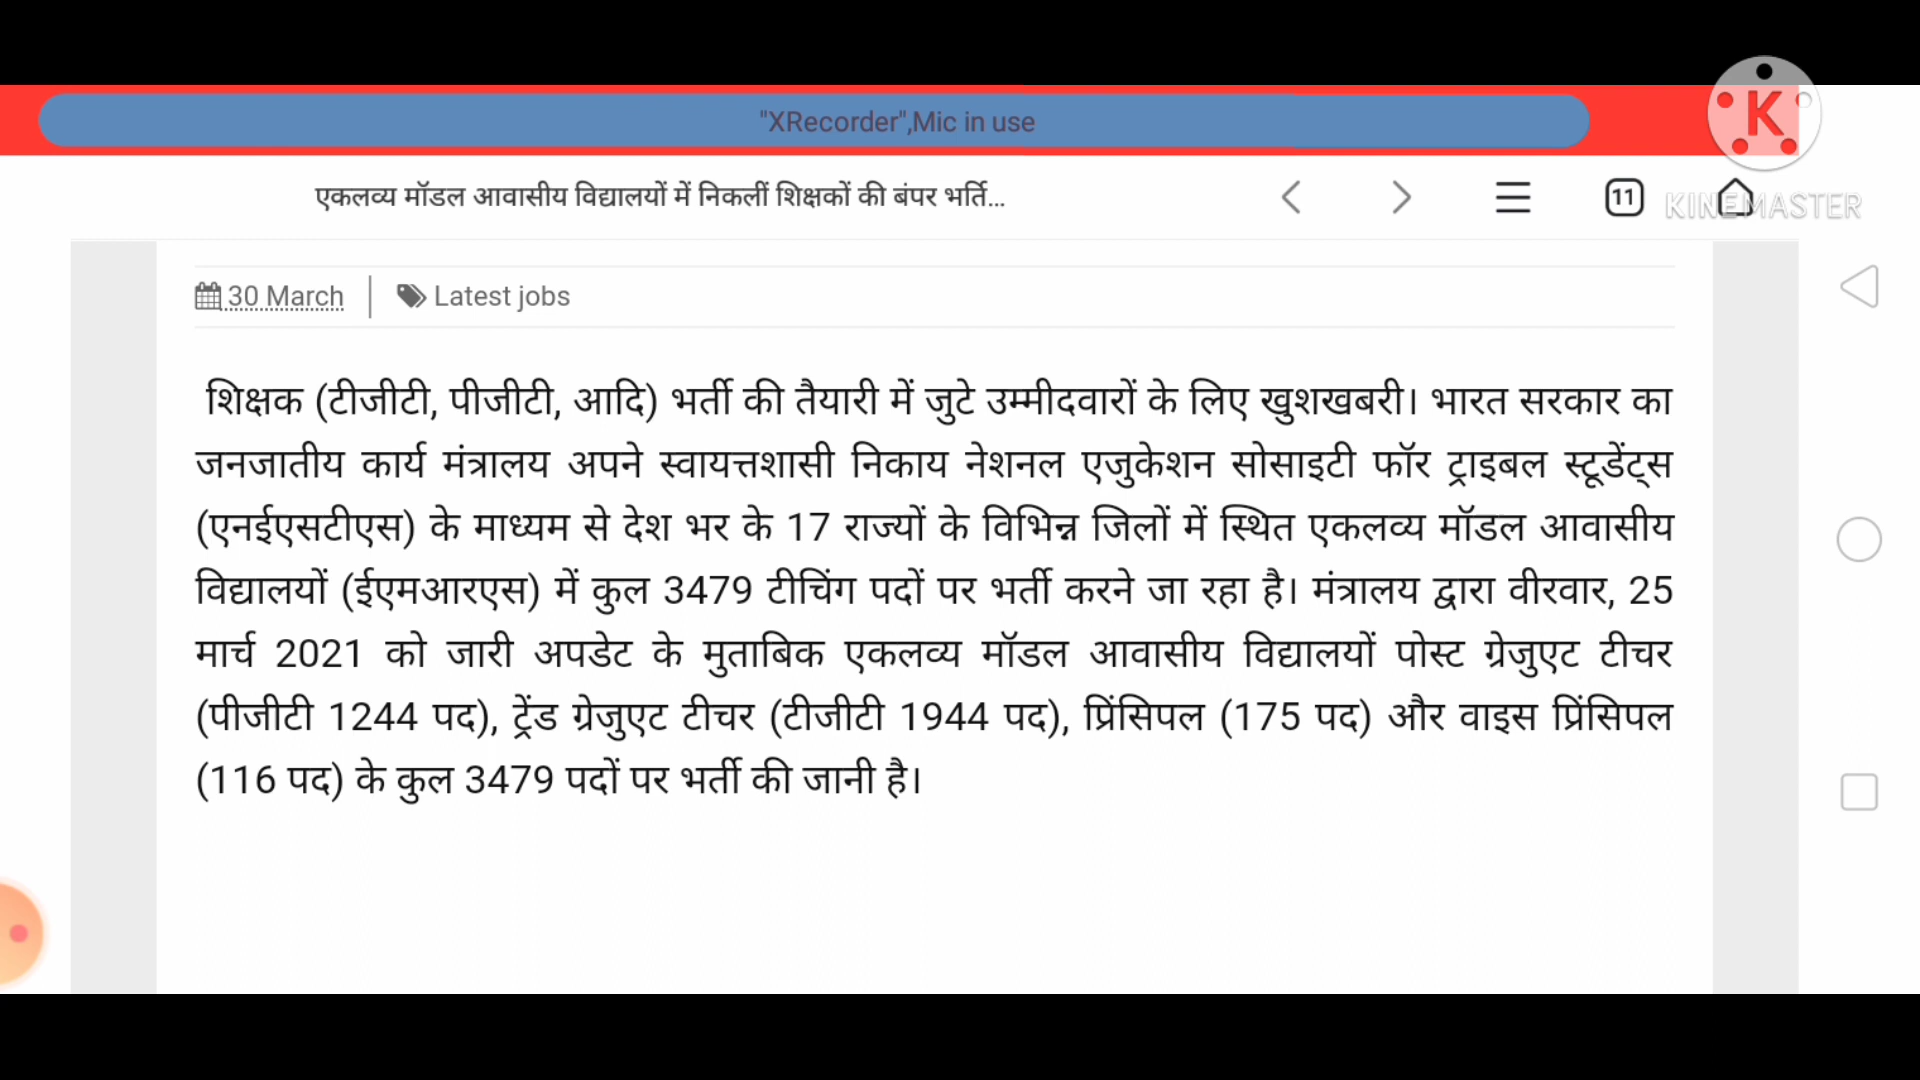 "XRecorder",Mic in use
K
KINEMASTER
एकलव्य मॉडल आवासीय विद्यालयों में निकलीं शिक्षकों की बंपर भर्ति...
11
30 March
Latest jobs
शिक्षक (टीजीटी, पीजीटी, आदि) भर्ती की तैयारी में जुटे उम्मीदवारों के लिए खुशखबरी। भारत सरकार का
जनजातीय कार्य मंत्रालय अपने स्वायत्तशासी निकाय नेशनल एजुकेशन सोसाइटी फॉर ट्राइबल स्टूडेंट्स
(एनईएसटीएस) के माध्यम से देश भर के 17 राज्यों के विभिन्न जिलों में स्थित एकलव्य मॉडल आवासीय
विद्यालयों (ईएमआरएस) में कुल 3479 टीचिंग पदों पर भर्ती करने जा रहा है। मंत्रालय द्वारा वीरवार, 25
मार्च 2021 को जारी अपडेट के मुताबिक एकलव्य मॉडल आवासीय विद्यालयों पोस्ट ग्रेजुएट टीचर
(पीजीटी 1244 पद), ट्रेंड ग्रेजुएट टीचर (टीजीटी 1944 पद), प्रिंसिपल (175 पद) और वाइस प्रिंसिपल
(116 पद) के कुल 3479 पदों पर भर्ती की जानी है।